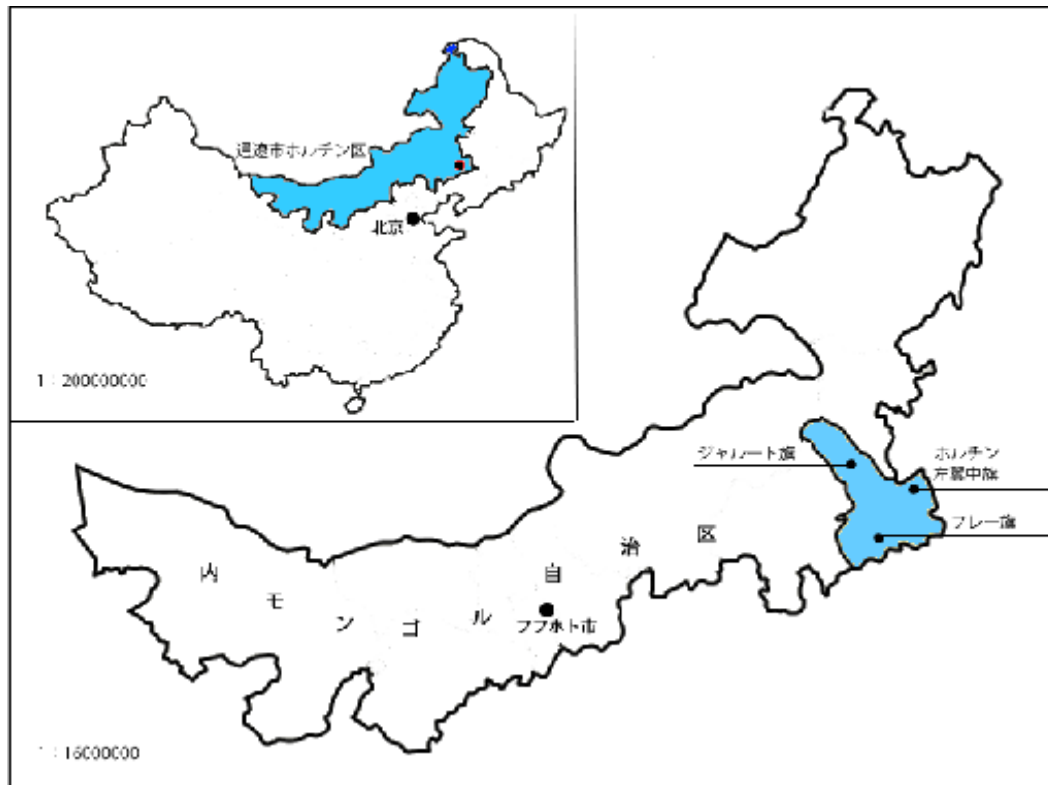 通遼市ホルチン区
北京
1：200000000
ジャルート旗
ホルチン
左翼中旗
フレー旗
内モンゴル自治区
フフホト市
：16000000